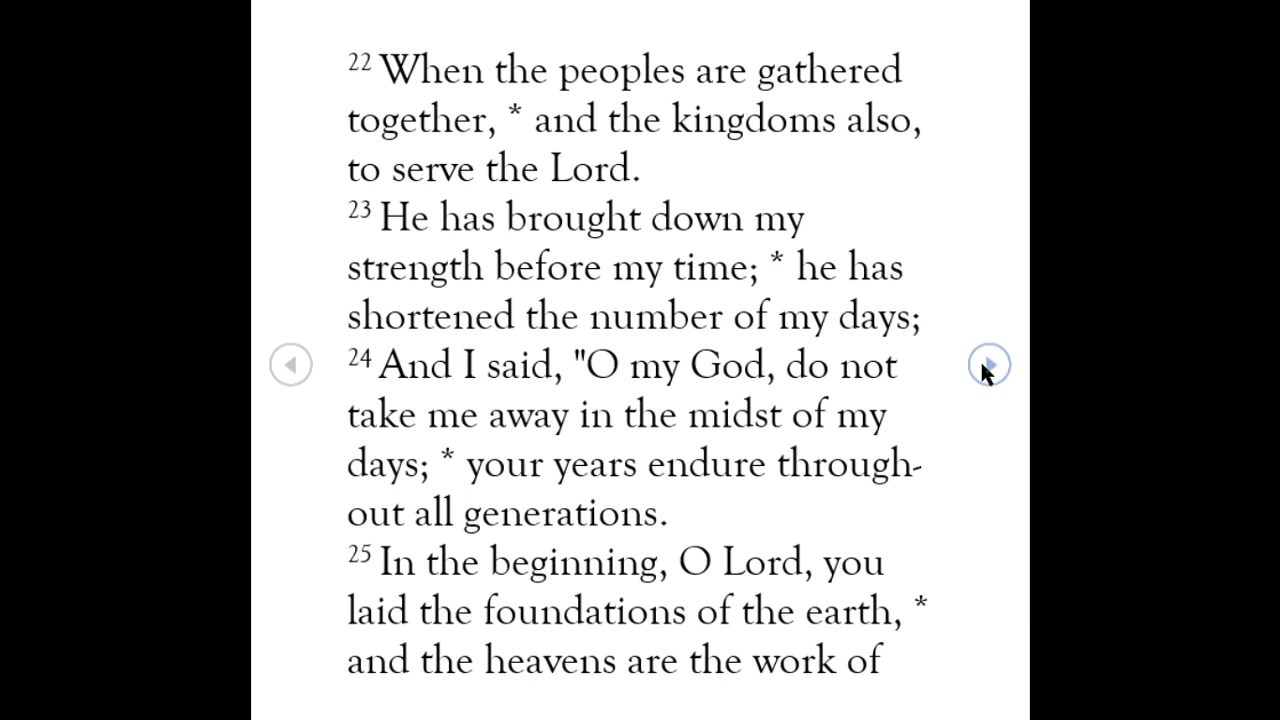 22 When the peoples are gathered
together, * and the kingdoms also,
to serve the Lord.
23 He has brought down my
strength before my time; * he has
shortened the number of my days;
24 And I said, "O my God, do not
take me away in the midst of my
days; * your years endure through-
out all generations.
25 In the beginning, O Lord, you
laid the foundations of the earth, *
and the heavens are the work of